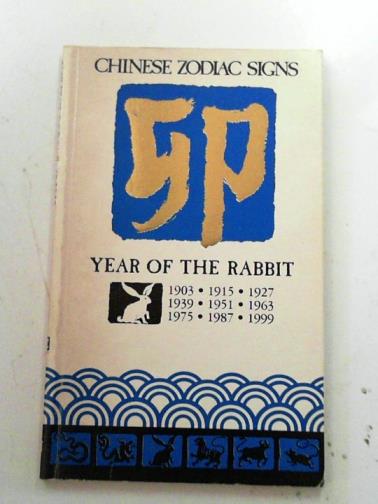 CHINESE ZODIAC SIGNS
卯
YEAR OF THE RABBIT
1903 • 1915 • 1927
1939 • 1951 • 1963
1975 • 1987 • 1999